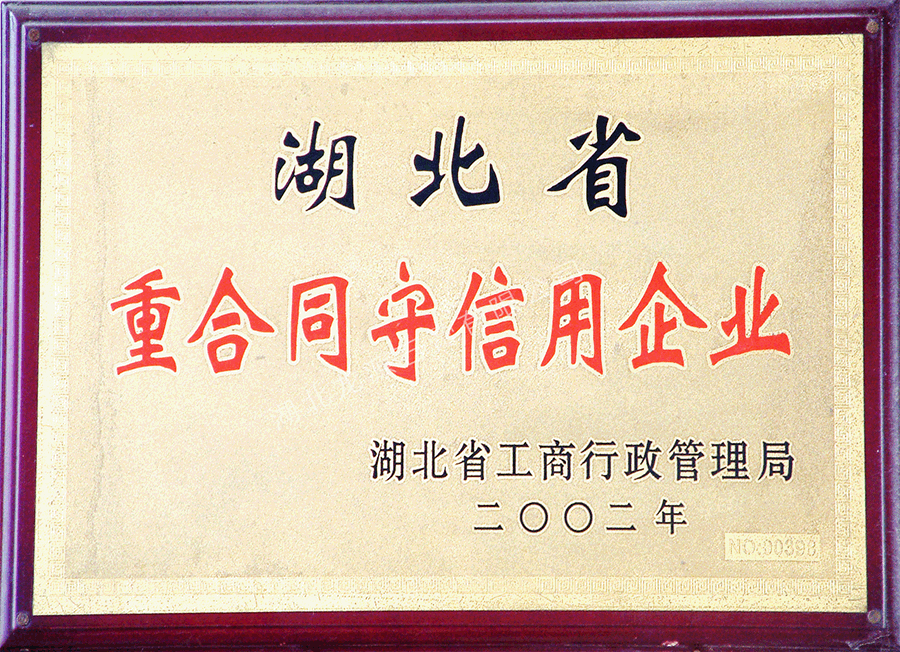 湖北省
重合同守信用企业
湖北省工商行政管理局
二〇〇二年
NO:00398